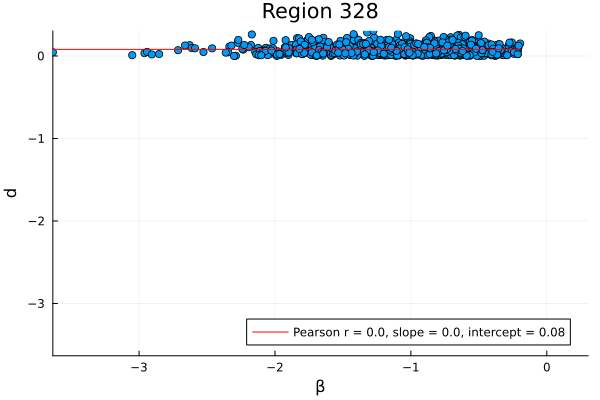 Region 328
0
−1
−2
−3
d
Pearson r = 0.0, slope = 0.0, intercept = 0.08
−3
−2
−1
0
β